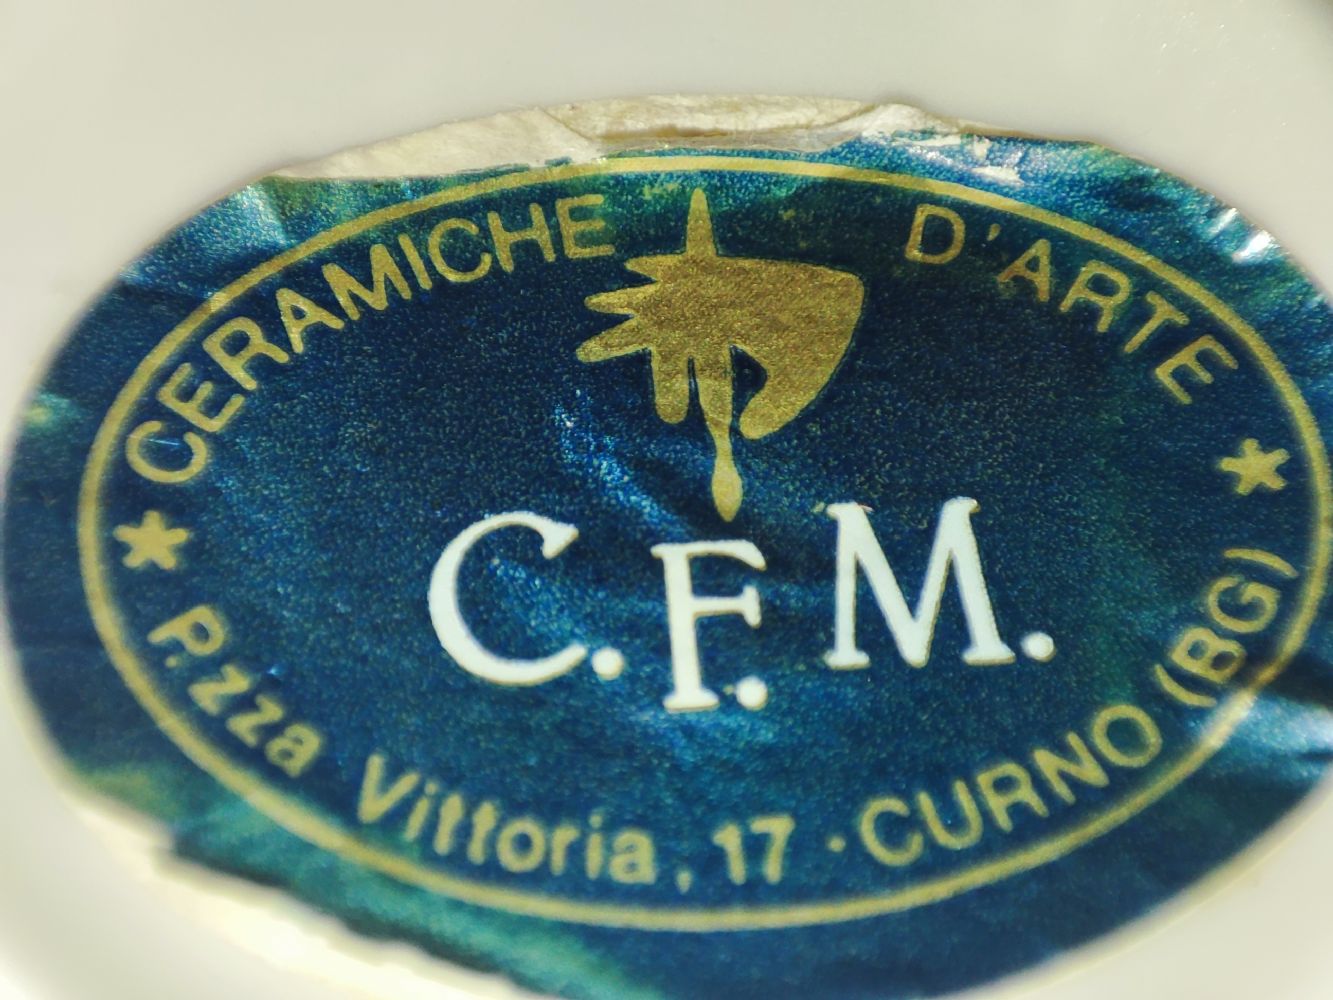 CERAMICHE D'ARTE
C.F.M.
P.zza Vittoria, 17 · CURNO (BG)